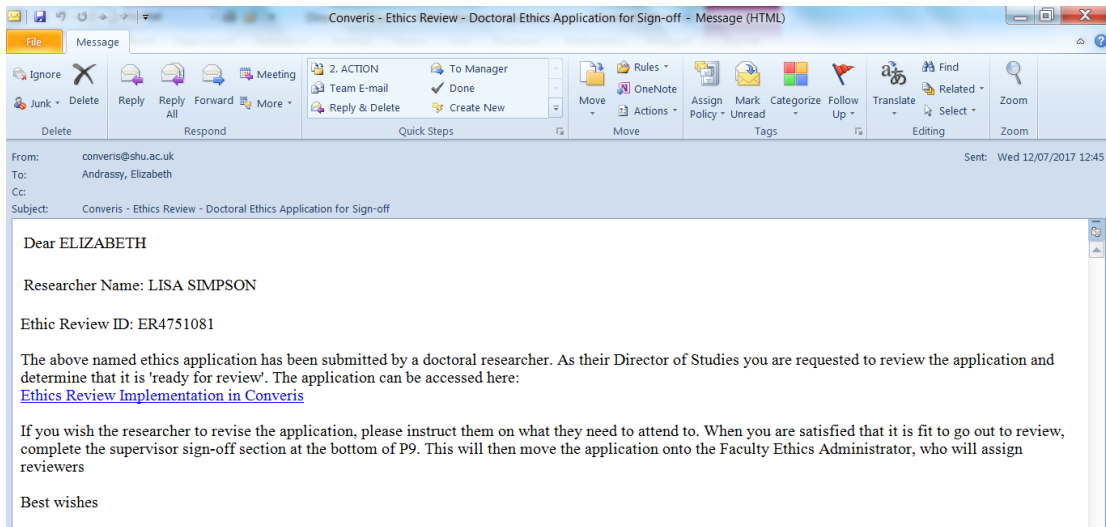 Converis - Ethics Review - Doctoral Ethics Application for Sign-off - Message (HTML)
File Message
Ignore
Junk
Delete
Reply
Reply All
Forward
Meeting
More
2. ACTION
Team E-mail
Reply & Delete
To Manager
Done
Create New
Move
Rules
OneNote
Actions
Assign Policy
Mark Unread
Categorize
Follow Up
Translate
Find
Related
Select
Zoom
Delete Respond Quick Steps Move Tags Editing Zoom
From: converis@shu.ac.uk Sent: Wed 12/07/2017 12:45
To: Andrassy, Elizabeth
Cc:
Subject: Converis - Ethics Review - Doctoral Ethics Application for Sign-off
Dear ELIZABETH
Researcher Name: LISA SIMPSON
Ethic Review ID: ER4751081
The above named ethics application has been submitted by a doctoral researcher. As their Director of Studies you are requested to review the application and
determine that it is 'ready for review'. The application can be accessed here:
Ethics Review Implementation in Converis
If you wish the researcher to revise the application, please instruct them on what they need to attend to. When you are satisfied that it is fit to go out to review,
complete the supervisor sign-off section at the bottom of P9. This will then move the application onto the Faculty Ethics Administrator, who will assign
reviewers
Best wishes